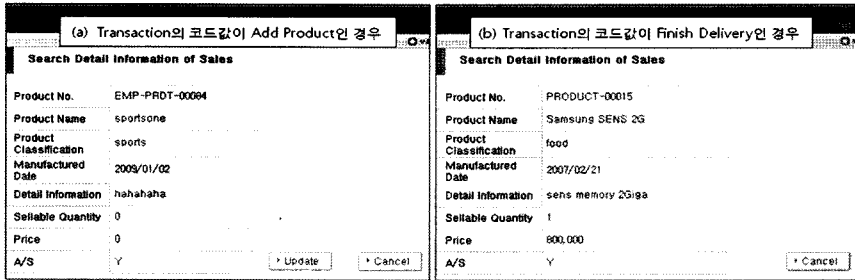 (a) Transaction의 코드값이 Add Product인 경우
Search Detail Information of Sales
Product No. EMP-PRDT-00084
Product Name sportsone
Product Classification sports
Manufactured Date 2009/01/02
Detail Information hahahaha
Sellable Quantity 0
Price 0
A/S Y Update Cancel
(b) Transaction의 코드값이 Finish Delivery인 경우
Search Detail Information of Sales
Product No. PRODUCT-00015
Product Name Samsung SENS 2G
Product Classification food
Manufactured Date 2007/02/21
Detail Information sens memory 2Giga
Sellable Quantity 1
Price 800,000
A/S Y Cancel